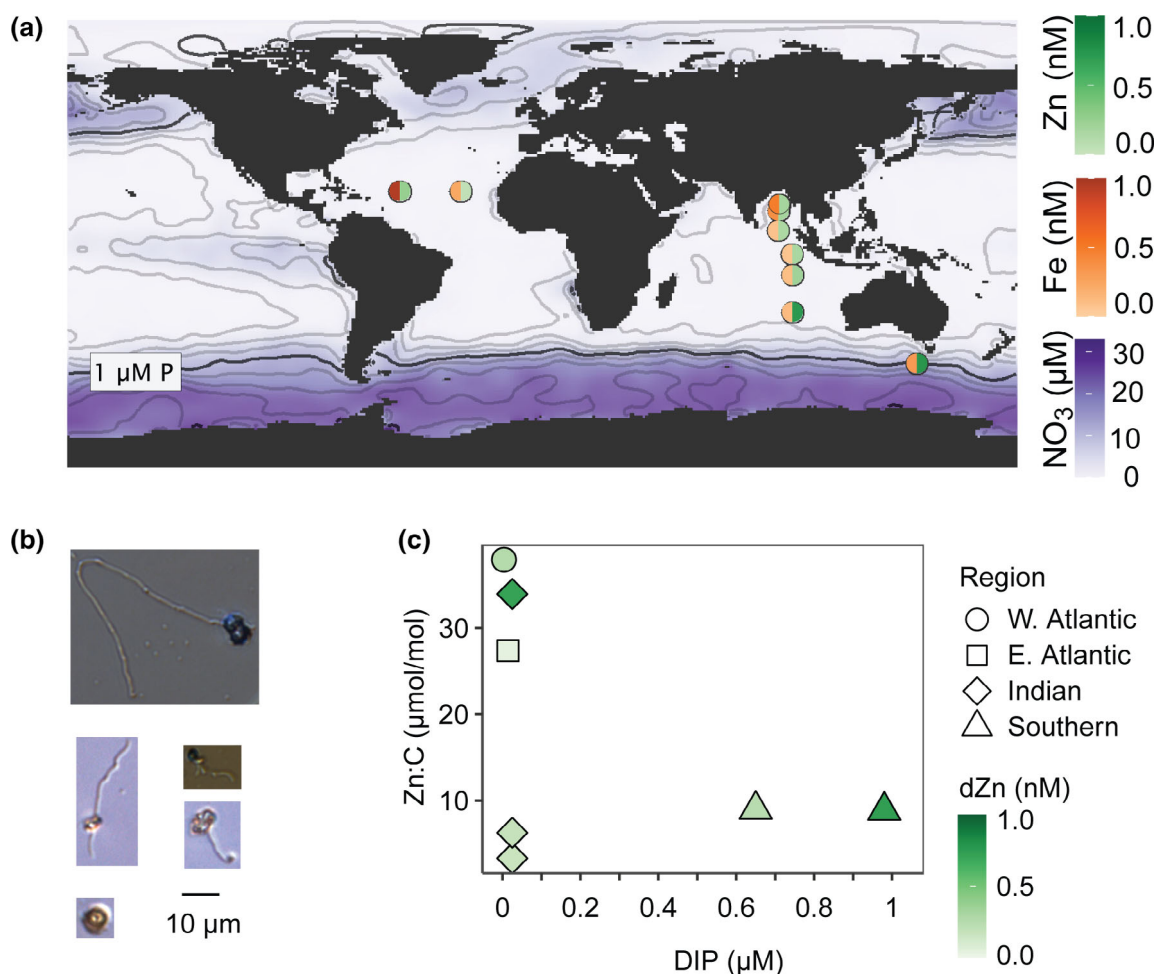 (a)
1 µM P
Zn (nM)
1.0
0.5
0.0
Fe (nM)
1.0
0.5
0.0
NO3 (µM)
30
20
10
0
(b)
10 µm
(c)
Zn:C (µmol/mol)
30
20
10
0 0.2 0.4 0.6 0.8 1
DIP (µM)
Region
W. Atlantic
E. Atlantic
Indian
Southern
dZn (nM)
1.0
0.5
0.0